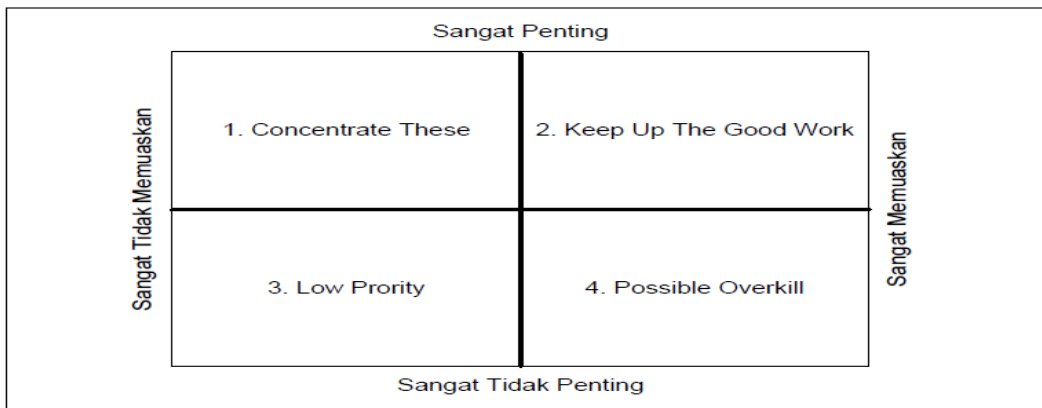 Sangat Penting
Sangat Tidak Memuaskan
1. Concentrate These
2. Keep Up The Good Work
Sangat Memuaskan
3. Low Prority
4. Possible Overkill
Sangat Tidak Penting